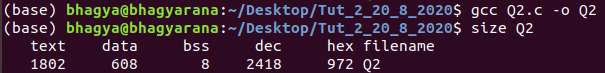 (base) bhagya@bhagyarana:~/Desktop/Tut_2_20_8_2020$ gcc Q2.c -o Q2
(base) bhagya@bhagyarana:~/Desktop/Tut_2_20_8_2020$ size Q2
   text    data     bss     dec     hex filename
   1802     608       8    2418     972 Q2